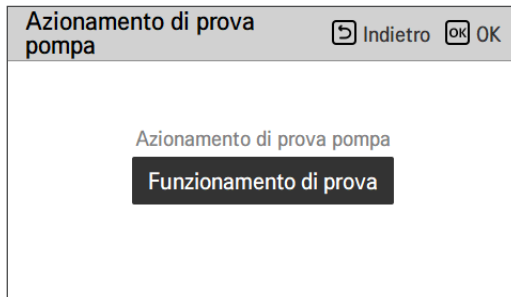 Azionamento di prova
pompa
Indietro OK OK
Azionamento di prova pompa
Funzionamento di prova